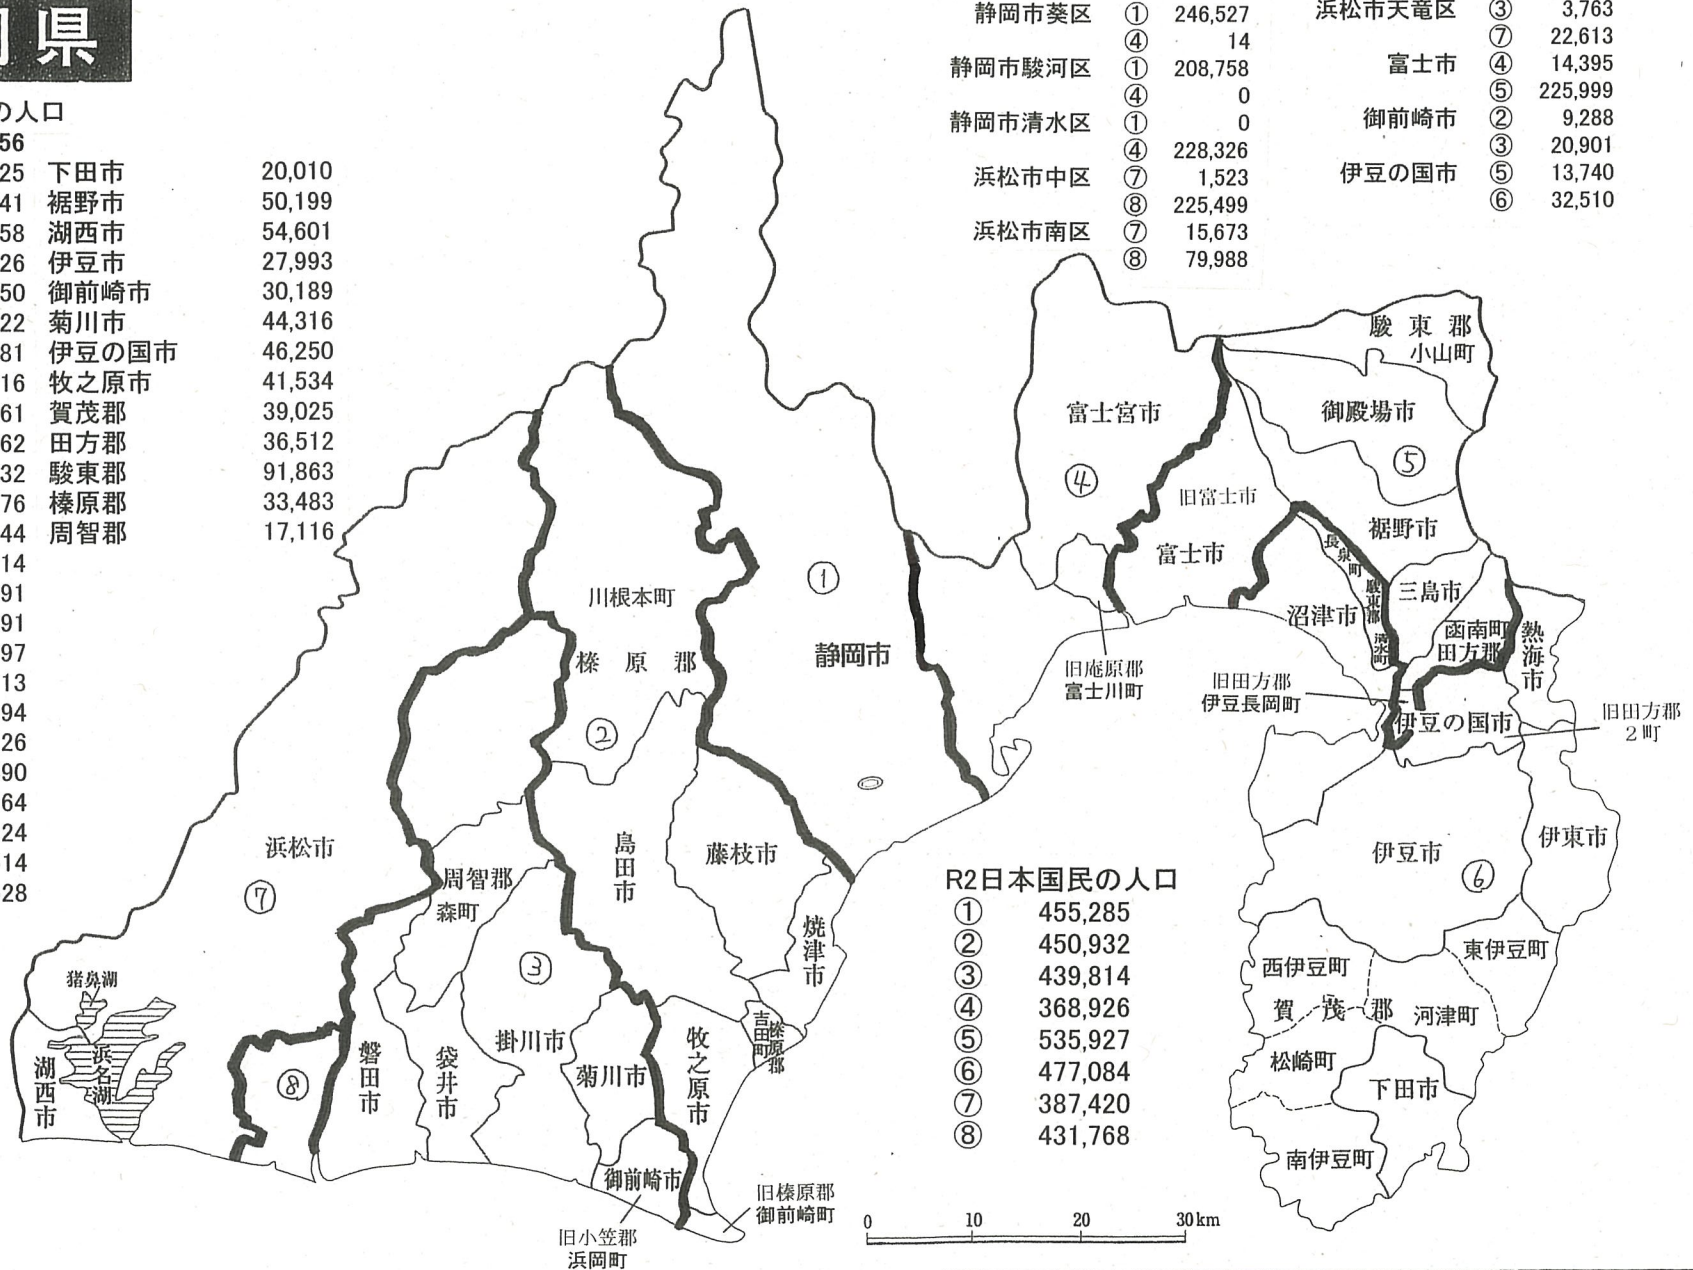 県
の人口
56
25 下田市 20,010
41 裾野市 50,199
58 湖西市 54,601
26 伊豆市 27,993
50 御前崎市 30,189
22 菊川市 44,316
81 伊豆の国市 46,250
16 牧之原市 41,534
61 賀茂郡 39,025
62 田方郡 36,512
32 駿東郡 91,863
76 榛原郡 33,483
44 周智郡 17,116
14
91
91
97
13
94
26
90
64
24
14
28
静岡市葵区 ① 246,527
④ 14
静岡市駿河区 ① 208,758
④ 0
静岡市清水区 ① 0
④ 228,326
浜松市中区 ⑦ 1,523
⑧ 225,499
浜松市南区 ⑦ 15,673
⑧ 79,988
浜松市天竜区 ③ 3,763
⑦ 22,613
富士市 ④ 14,395
⑤ 225,999
御前崎市 ② 9,288
③ 20,901
伊豆の国市 ⑤ 13,740
⑥ 32,510
駿東郡
小山町
御殿場市
⑤
富士宮市
④
旧富士市
富士市
裾野市
長泉町
駿東郡
清水町
三島市
沼津市
函南町
田方郡
熱海市
旧庵原郡
富士川町
旧田方郡
伊豆長岡町
伊豆の国市
旧田方郡
2町
伊豆市
⑥
伊東市
東伊豆町
西伊豆町
賀茂郡
河津町
松崎町
下田市
南伊豆町
①
静岡市
川根本町
榛原郡
②
島田市
藤枝市
焼津市
吉田町
榛原郡
牧之原市
浜松市
⑦
周智郡
森町
③
掛川市
菊川市
袋井市
磐田市
⑧
猪鼻湖
浜名湖
湖西市
御前崎市
旧小笠郡
浜岡町
旧榛原郡
御前崎町
R2日本国民の人口
① 455,285
② 450,932
③ 439,814
④ 368,926
⑤ 535,927
⑥ 477,084
⑦ 387,420
⑧ 431,768
0 10 20 30km